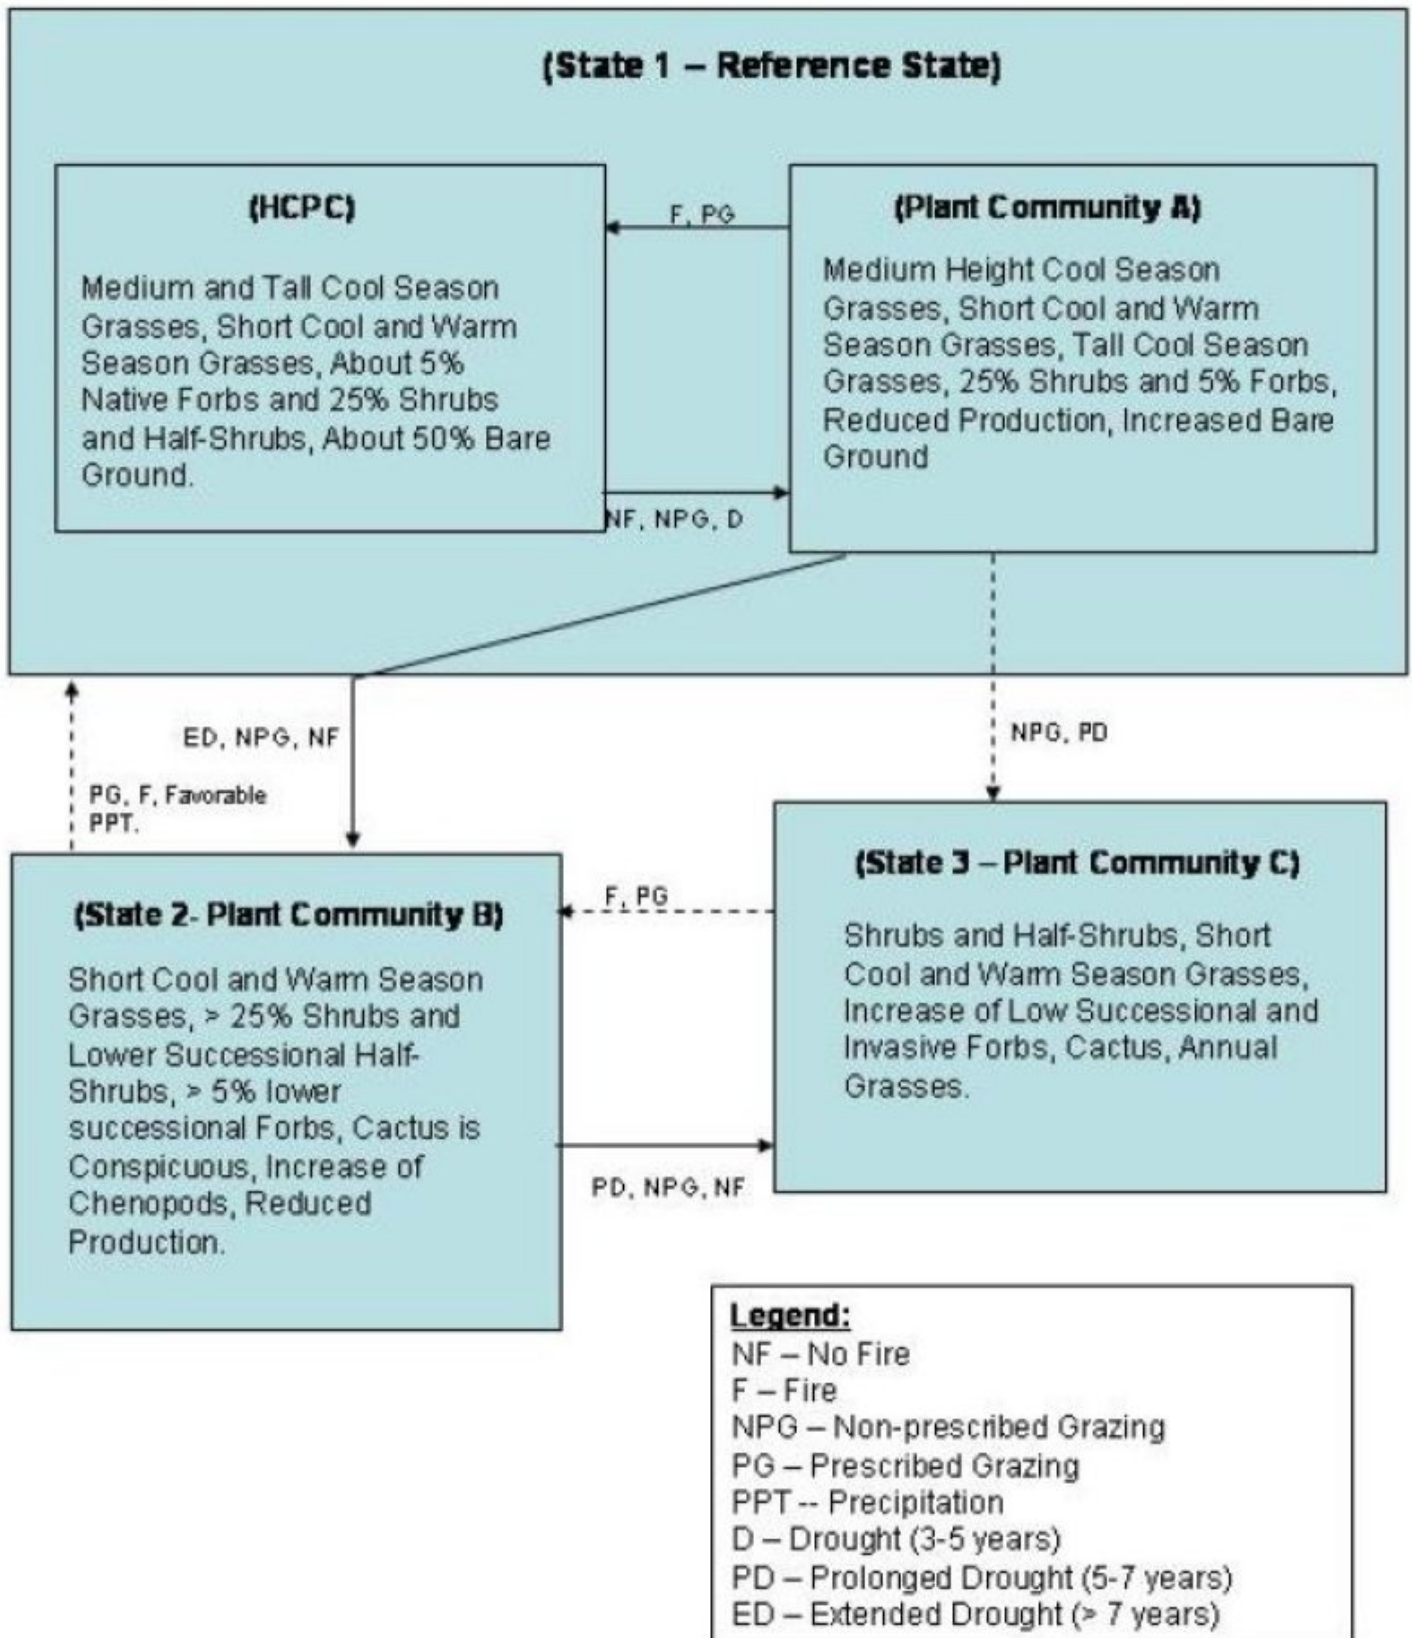 (State 1 – Reference State)
(HCPC)
Medium and Tall Cool Season
Grasses, Short Cool and Warm
Season Grasses, About 5%
Native Forbs and 25% Shrubs
and Half-Shrubs, About 50% Bare
Ground.
F, PG
NF, NPG, D
(Plant Community A)
Medium Height Cool Season
Grasses, Short Cool and Warm
Season Grasses, Tall Cool Season
Grasses, 25% Shrubs and 5% Forbs,
Reduced Production, Increased Bare
Ground
ED, NPG, NF
PG, F, Favorable
PPT.
NPG, PD
(State 2- Plant Community B)
Short Cool and Warm Season
Grasses, > 25% Shrubs and
Lower Successional Half-
Shrubs, > 5% lower
successional Forbs, Cactus is
Conspicuous, Increase of
Chenopods, Reduced
Production.
F, PG
PD, NPG, NF
(State 3 – Plant Community C)
Shrubs and Half-Shrubs, Short
Cool and Warm Season Grasses,
Increase of Low Successional and
Invasive Forbs, Cactus, Annual
Grasses.
Legend:
NF – No Fire
F – Fire
NPG – Non-prescribed Grazing
PG – Prescribed Grazing
PPT -- Precipitation
D – Drought (3-5 years)
PD – Prolonged Drought (5-7 years)
ED – Extended Drought (> 7 years)